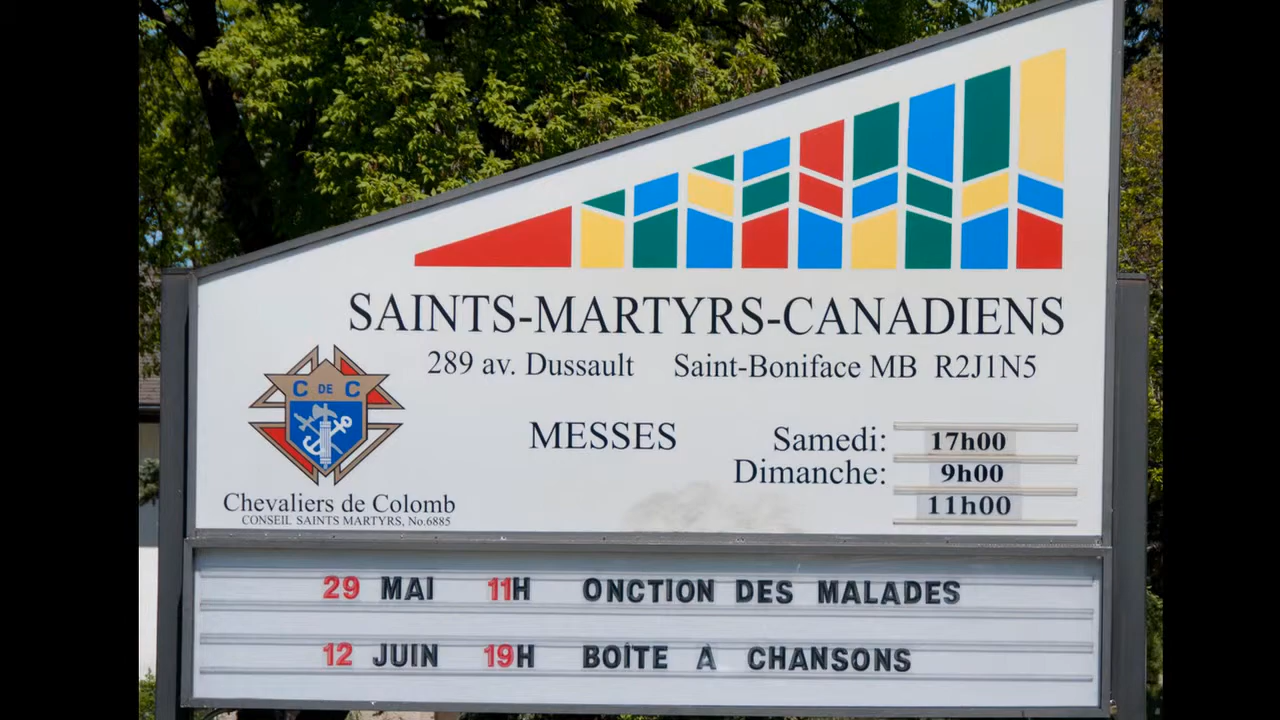 SAINTS-MARTYRS-CANADIENS
289 av. Dussault Saint-Boniface MB R2J1N5
C DE C
MESSES
Samedi: 17h00
Dimanche: 9h00
11h00
Chevaliers de Colomb
CONSEIL SAINTS MARTYRS, No.6885
29 MAI 11H ONCTION DES MALADES
12 JUIN 19H BOÎTE À CHANSONS